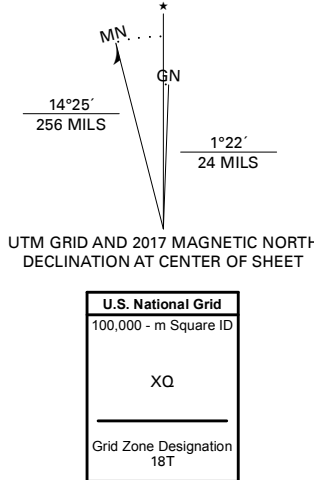 ★
MN
GN
14°25´
256 MILS
1°22´
24 MILS
UTM GRID AND 2017 MAGNETIC NORTH
DECLINATION AT CENTER OF SHEET
U.S. National Grid
100,000 - m Square ID
XQ
Grid Zone Designation
18T